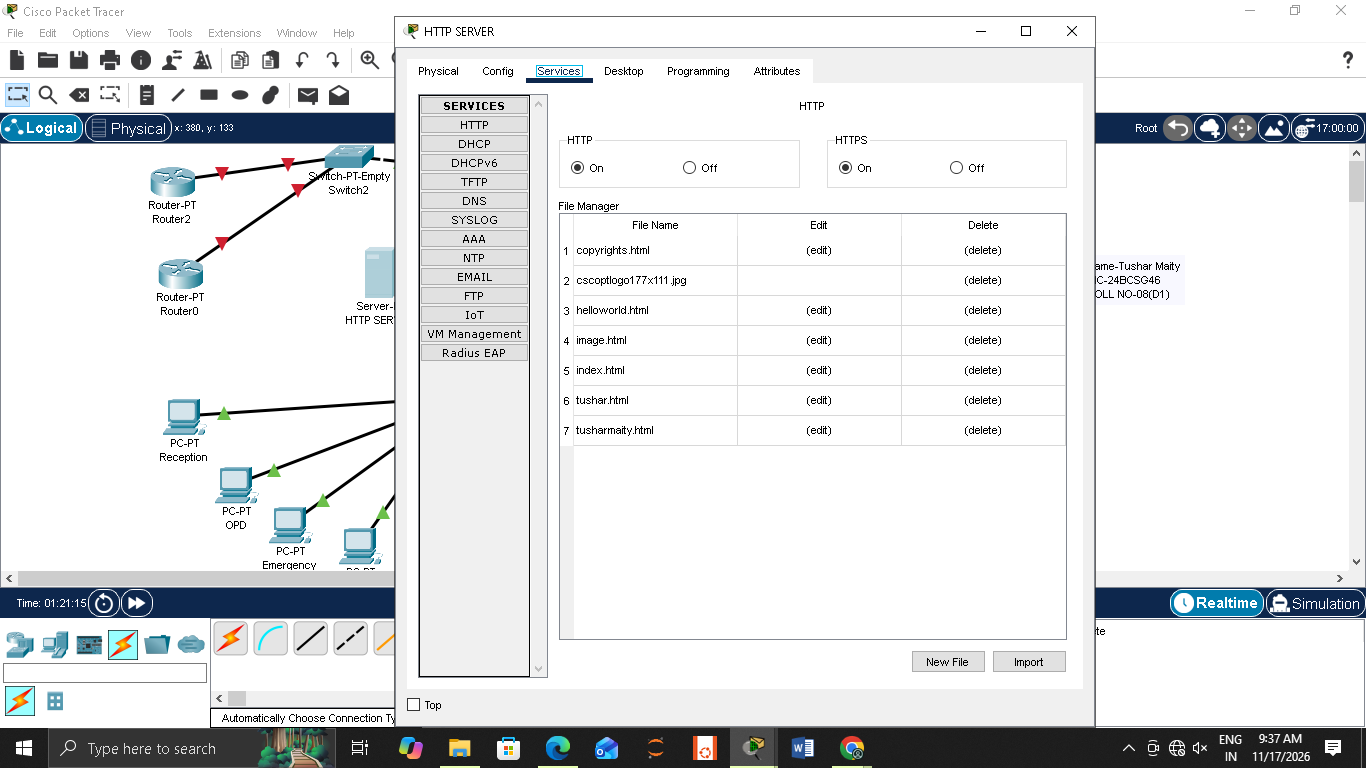 Cisco Packet Tracer
File Edit Options View Tools Extensions Window Help
?
Logical Physical x: 380, y: 133
Root 17:00:00
Router-PT
Router2
Switch-PT-Empty
Switch2
Router-PT
Router0
Server-
HTTP SER
ame-Tushar Maity
C-24BCSG46
OLL NO-08(D1)
PC-PT
Reception
PC-PT
OPD
PC-PT
Emergency
HTTP SERVER
Physical Config Services Desktop Programming Attributes
SERVICES
HTTP
DHCP
DHCPv6
TFTP
DNS
SYSLOG
AAA
NTP
EMAIL
FTP
IoT
VM Management
Radius EAP
HTTP
HTTP
On Off
HTTPS
On Off
File Manager
File Name Edit Delete
1 copyrights.html (edit) (delete)
2 cscoptlogo177x111.jpg (delete)
3 helloworld.html (edit) (delete)
4 image.html (edit) (delete)
5 index.html (edit) (delete)
6 tushar.html (edit) (delete)
7 tusharmaity.html (edit) (delete)
New File Import
Top
Time: 01:21:15
Realtime Simulation
te
Automatically Choose Connection Ty
Type here to search
ENG
IN
9:37 AM
11/17/2026